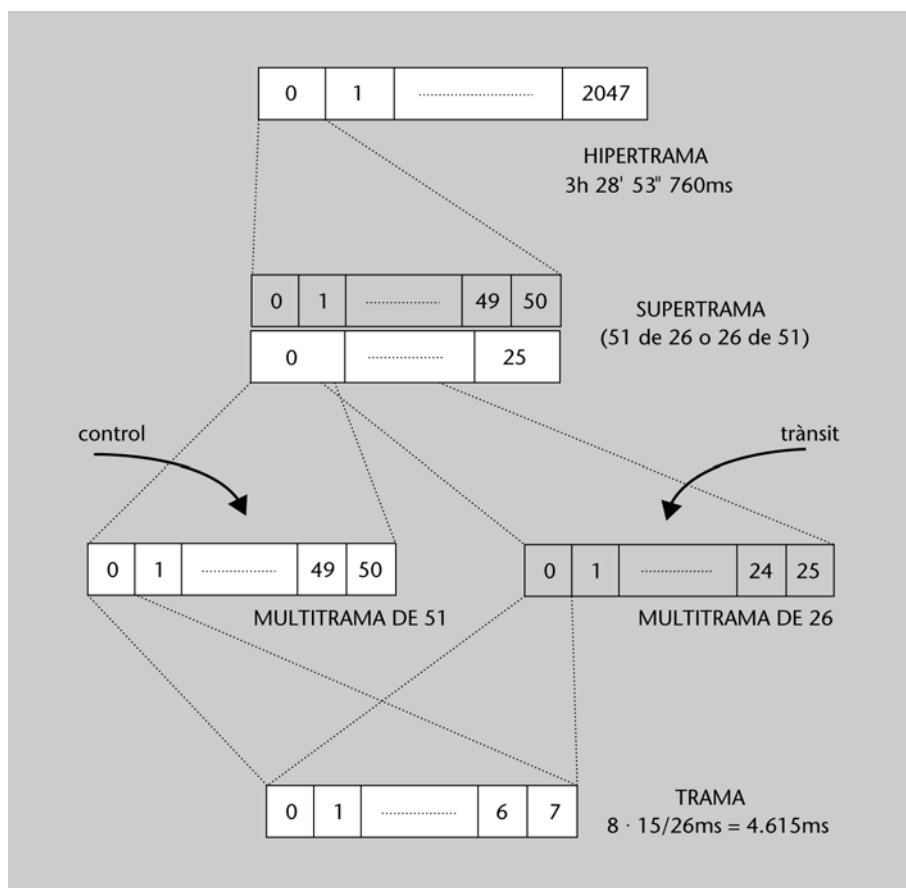 0 1 2047
HIPERTRAMA
3h 28' 53" 760ms
0 1 49 50
SUPERTRAMA
(51 de 26 o 26 de 51)
0 25
control
trànsit
0 1 49 50
MULTITRAMA DE 51
0 1 24 25
MULTITRAMA DE 26
0 1 6 7
TRAMA
8 · 15/26ms = 4.615ms